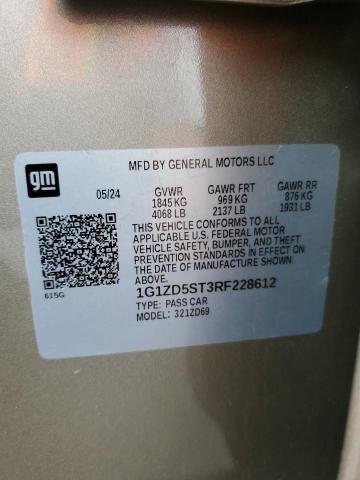 gm
MFD BY GENERAL MOTORS LLC
05/24 GVWR GAWR FRT GAWR RR
1845 KG 969 KG 876 KG
4068 LB 2137 LB 1931 LB
THIS VEHICLE CONFORMS TO ALL
APPLICABLE U.S. FEDERAL MOTOR
VEHICLE SAFETY, BUMPER, AND THEFT
PREVENTION STANDARDS IN EFFECT ON
THE DATE OF MANUFACTURE SHOWN
ABOVE.
615G
1G1ZD5ST3RF228612
TYPE: PASS CAR
MODEL: 321ZD69